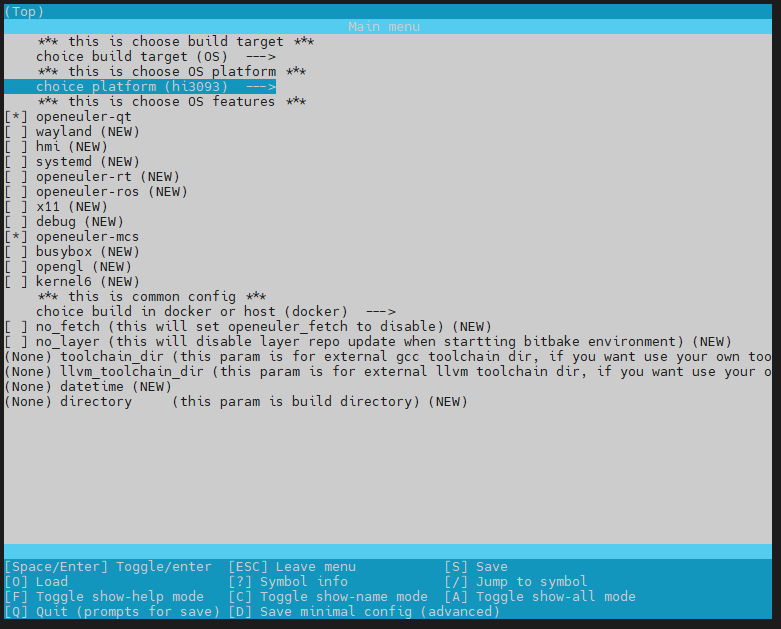 (Top)
Main menu
*** this is choose build target ***
choice build target (OS)  --->
*** this is choose OS platform ***
choice platform (hi3093)  --->
*** this is choose OS features ***
[*] openeuler-qt
[ ] wayland (NEW)
[ ] hmi (NEW)
[ ] systemd (NEW)
[ ] openeuler-rt (NEW)
[ ] openeuler-ros (NEW)
[ ] x11 (NEW)
[ ] debug (NEW)
[*] openeuler-mcs
[ ] busybox (NEW)
[ ] opengl (NEW)
[ ] kernel6 (NEW)
*** this is common config ***
choice build in docker or host (docker)  --->
[ ] no_fetch (this will set openeuler_fetch to disable) (NEW)
[ ] no_layer (this will disable layer repo update when startting bitbake environment) (NEW)
(None) toolchain_dir (this param is for external gcc toolchain dir, if you want use your own too
(None) llvm_toolchain_dir (this param is for external llvm toolchain dir, if you want use your o
(None) datetime (NEW)
(None) directory     (this param is build directory) (NEW)
[Space/Enter] Toggle/enter  [ESC] Leave menu           [S] Save
[O] Load                    [?] Symbol info            [/] Jump to symbol
[F] Toggle show-help mode   [C] Toggle show-name mode  [A] Toggle show-all mode
[Q] Quit (prompts for save) [D] Save minimal config (advanced)